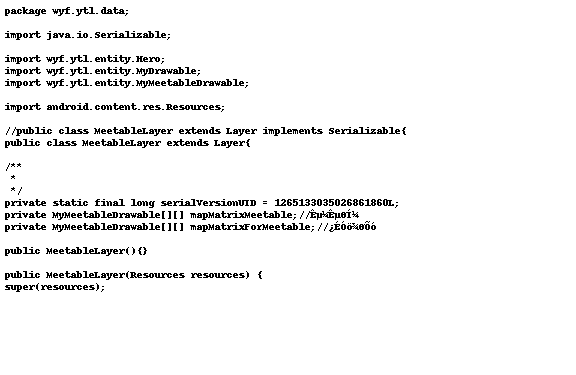 package wyf.ytl.data;
import java.io.Serializable;
import wyf.ytl.entity.Hero;
import wyf.ytl.entity.MyDrawable;
import wyf.ytl.entity.MyMeetableDrawable;
import android.content.res.Resources;
//public class MeetableLayer extends Layer implements Serializable{
public class MeetableLayer extends Layer{
/**
*
*/
private static final long serialVersionUID = 1265133035026861860L;
private MyMeetableDrawable[][] mapMatrixMeetable;//
private MyMeetableDrawable[][] mapMatrixForMeetable;//
public MeetableLayer(){}
public MeetableLayer(Resources resources) {
super(resources);